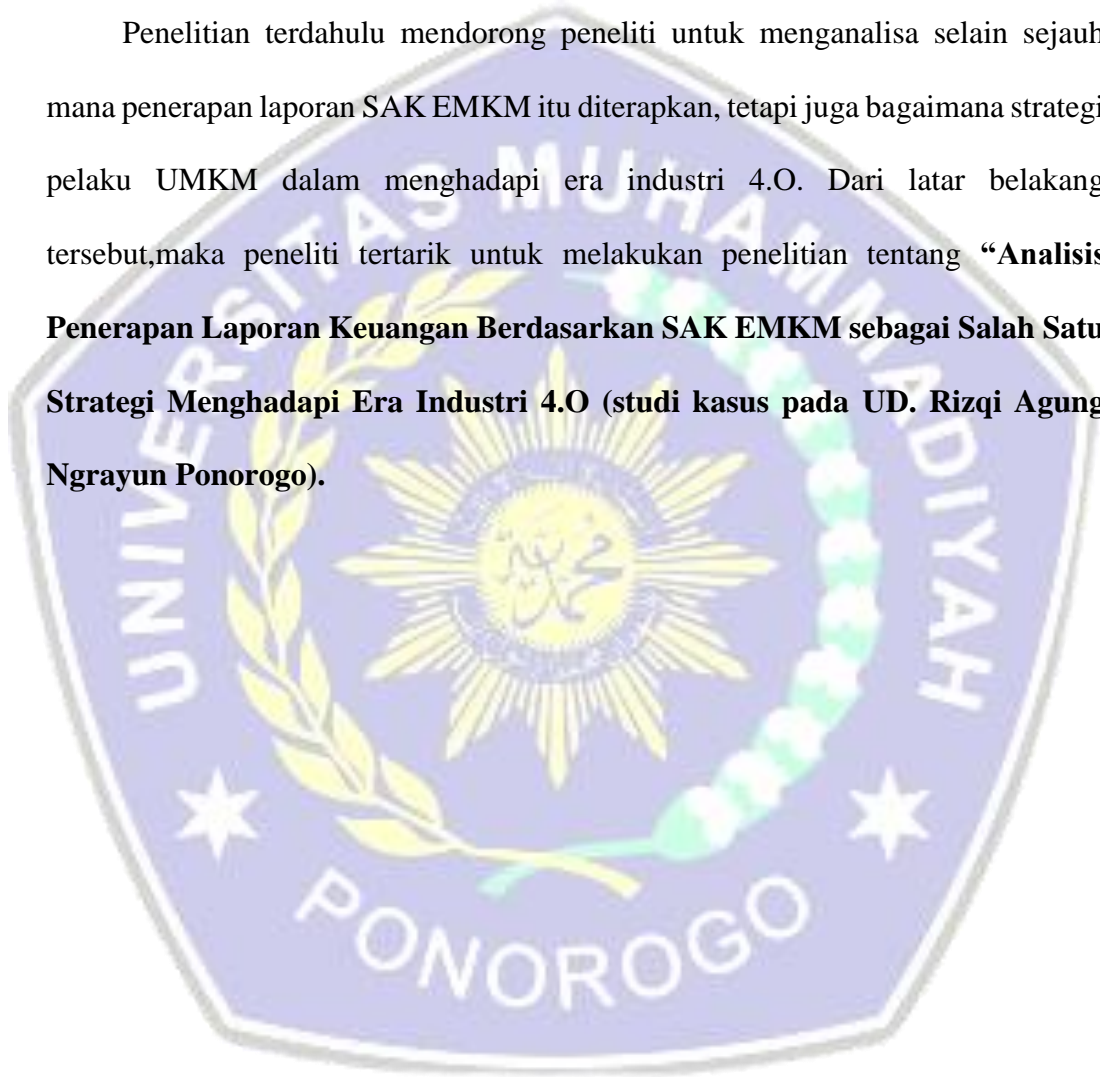 Penelitian terdahulu mendorong peneliti untuk menganalisa selain sejauh
mana penerapan laporan SAK EMKM itu diterapkan, tetapi juga bagaimana strategi
pelaku UMKM dalam menghadapi era industri 4.O. Dari latar belakang
tersebut,maka peneliti tertarik untuk melakukan penelitian tentang “Analisis
Penerapan Laporan Keuangan Berdasarkan SAK EMKM sebagai Salah Satu
Strategi Menghadapi Era Industri 4.O (studi kasus pada UD. Rizqi Agung
Ngrayun Ponorogo).
UNIVERSITAS MUHAMMADIYAH
PONOROGO